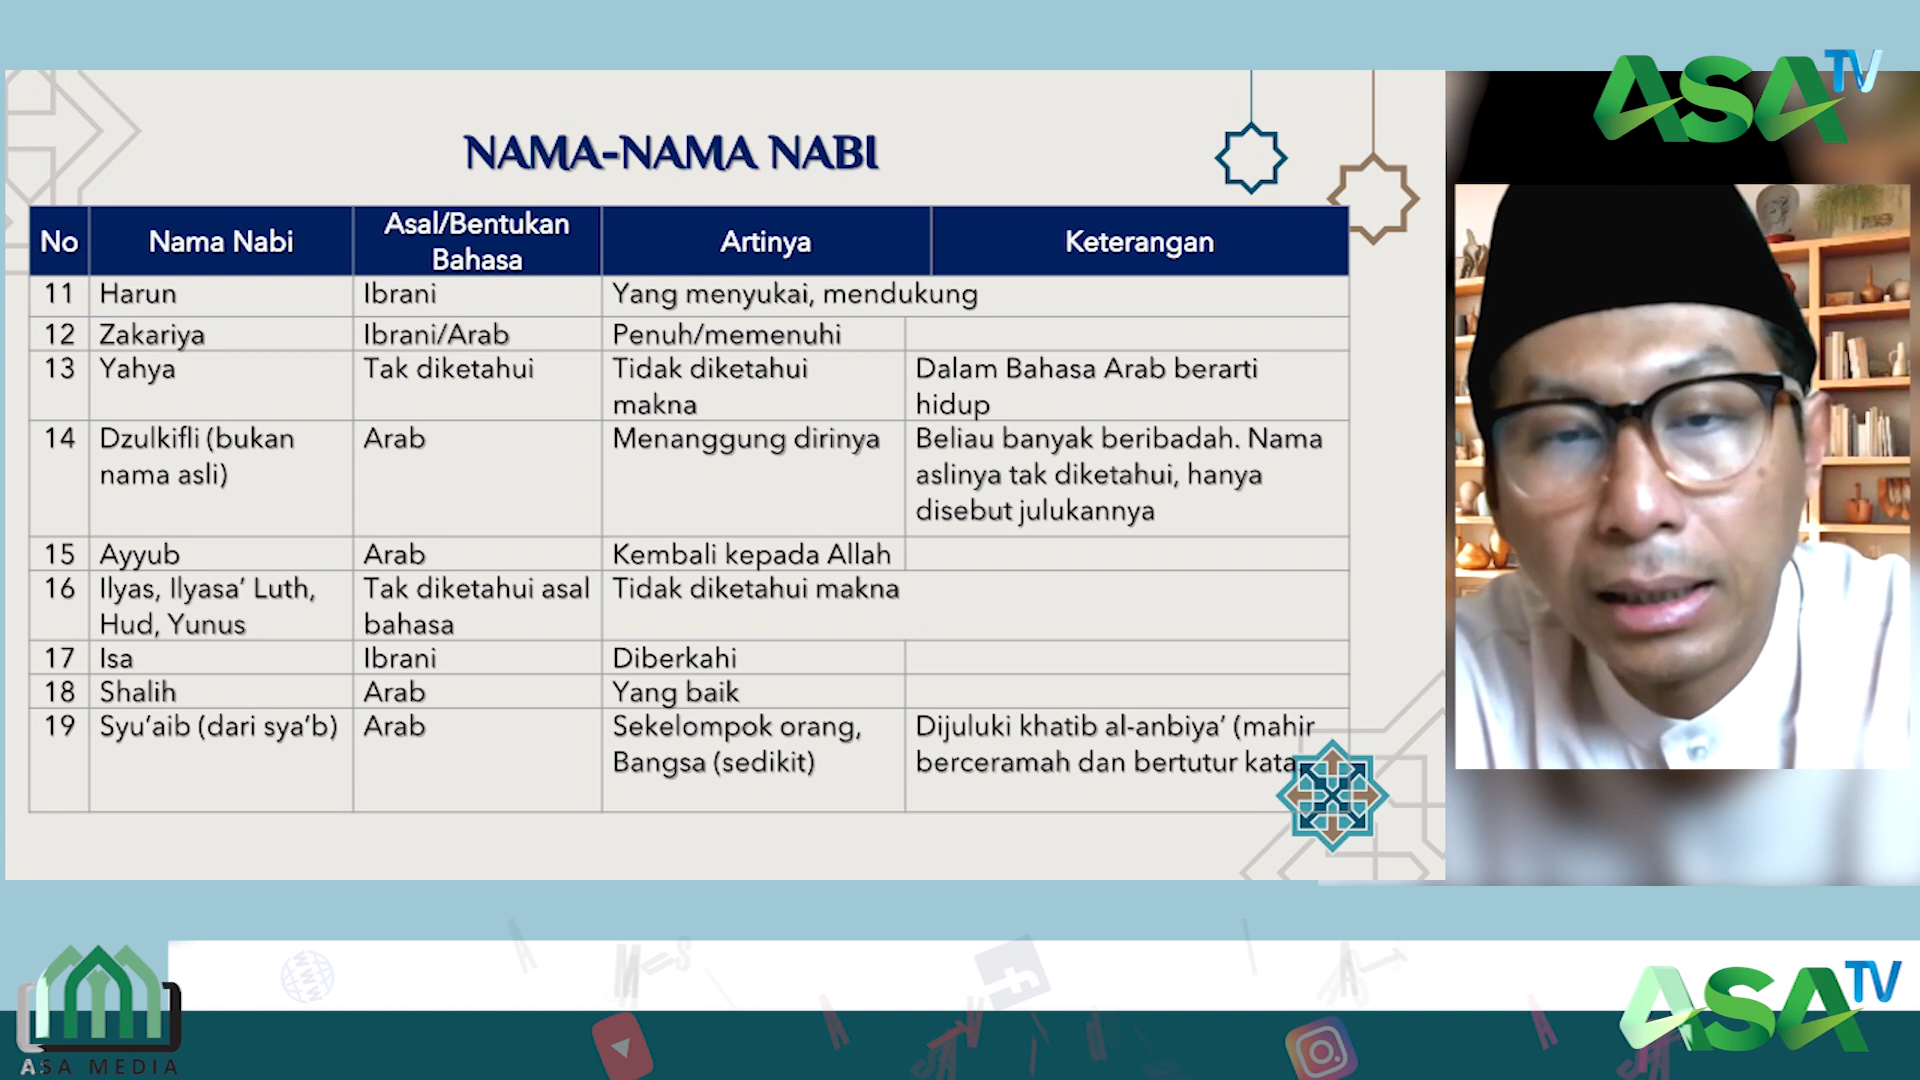 ASA TV
NAMA-NAMA NABI
No Nama Nabi Asal/Bentukan Bahasa Artinya Keterangan
11 Harun Ibrani Yang menyukai, mendukung
12 Zakariya Ibrani/Arab Penuh/memenuhi
13 Yahya Tak diketahui Tidak diketahui makna Dalam Bahasa Arab berarti hidup
14 Dzulkifli (bukan nama asli) Arab Menanggung dirinya Beliau banyak beribadah. Nama aslinya tak diketahui, hanya disebut julukannya
15 Ayyub Arab Kembali kepada Allah
16 Ilyas, Ilyasa’ Luth, Hud, Yunus Tak diketahui asal bahasa Tidak diketahui makna
17 Isa Ibrani Diberkahi
18 Shalih Arab Yang baik
19 Syu’aib (dari sya’b) Arab Sekelompok orang, Bangsa (sedikit) Dijuluki khatib al-anbiya’ (mahir berceramah dan bertutur kata
ASA MEDIA
WWW
ASA TV